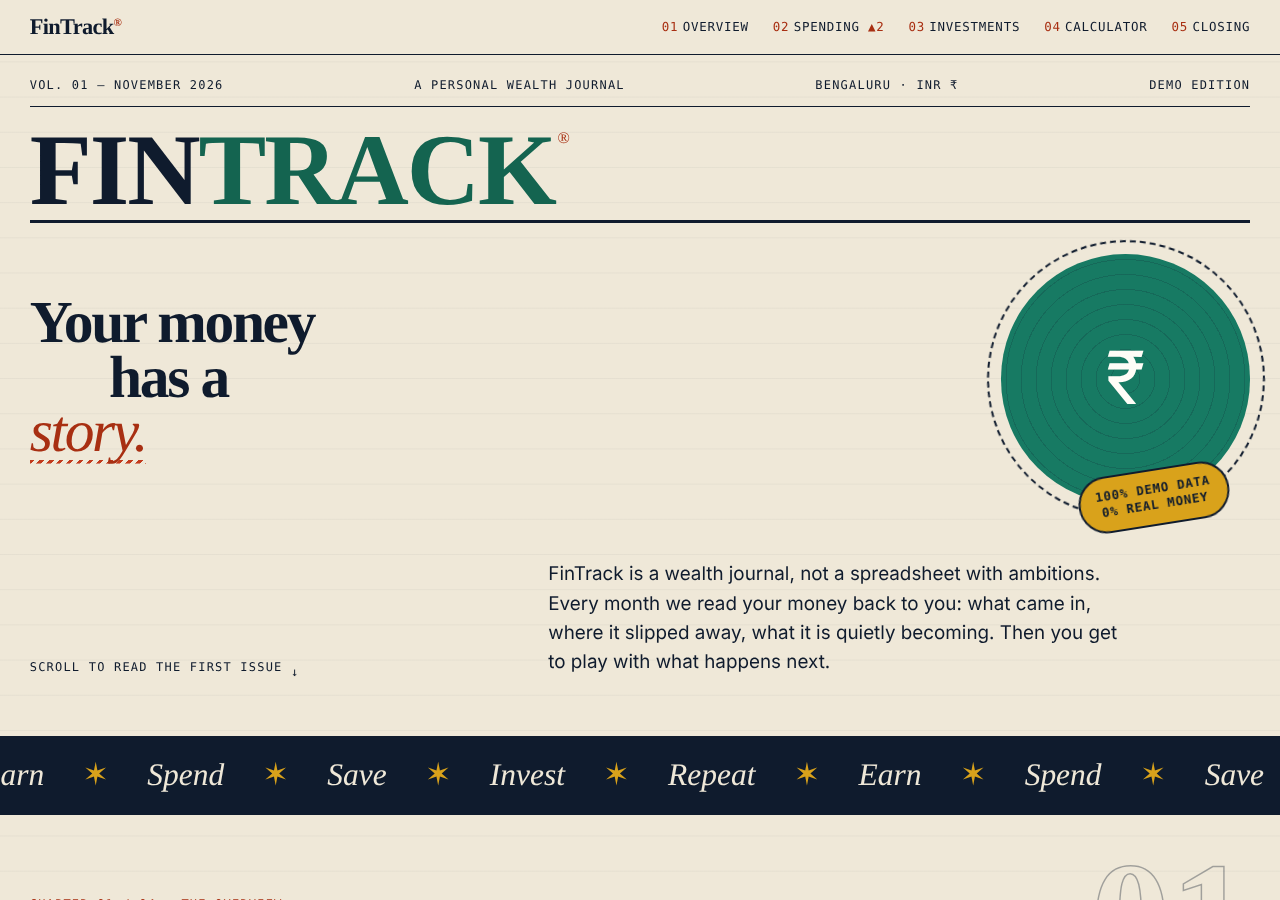 FinTrack®
01 OVERVIEW 02 SPENDING ▲2 03 INVESTMENTS 04 CALCULATOR 05 CLOSING
VOL. 01 — NOVEMBER 2026 A PERSONAL WEALTH JOURNAL BENGALURU · INR ₹ DEMO EDITION
FINTRACK®
Your money
has a
story.
₹
100% DEMO DATA
0% REAL MONEY
FinTrack is a wealth journal, not a spreadsheet with ambitions.
Every month we read your money back to you: what came in,
where it slipped away, what it is quietly becoming. Then you get
to play with what happens next.
SCROLL TO READ THE FIRST ISSUE ↓
arn ✶ Spend ✶ Save ✶ Invest ✶ Repeat ✶ Earn ✶ Spend ✶ Save
01